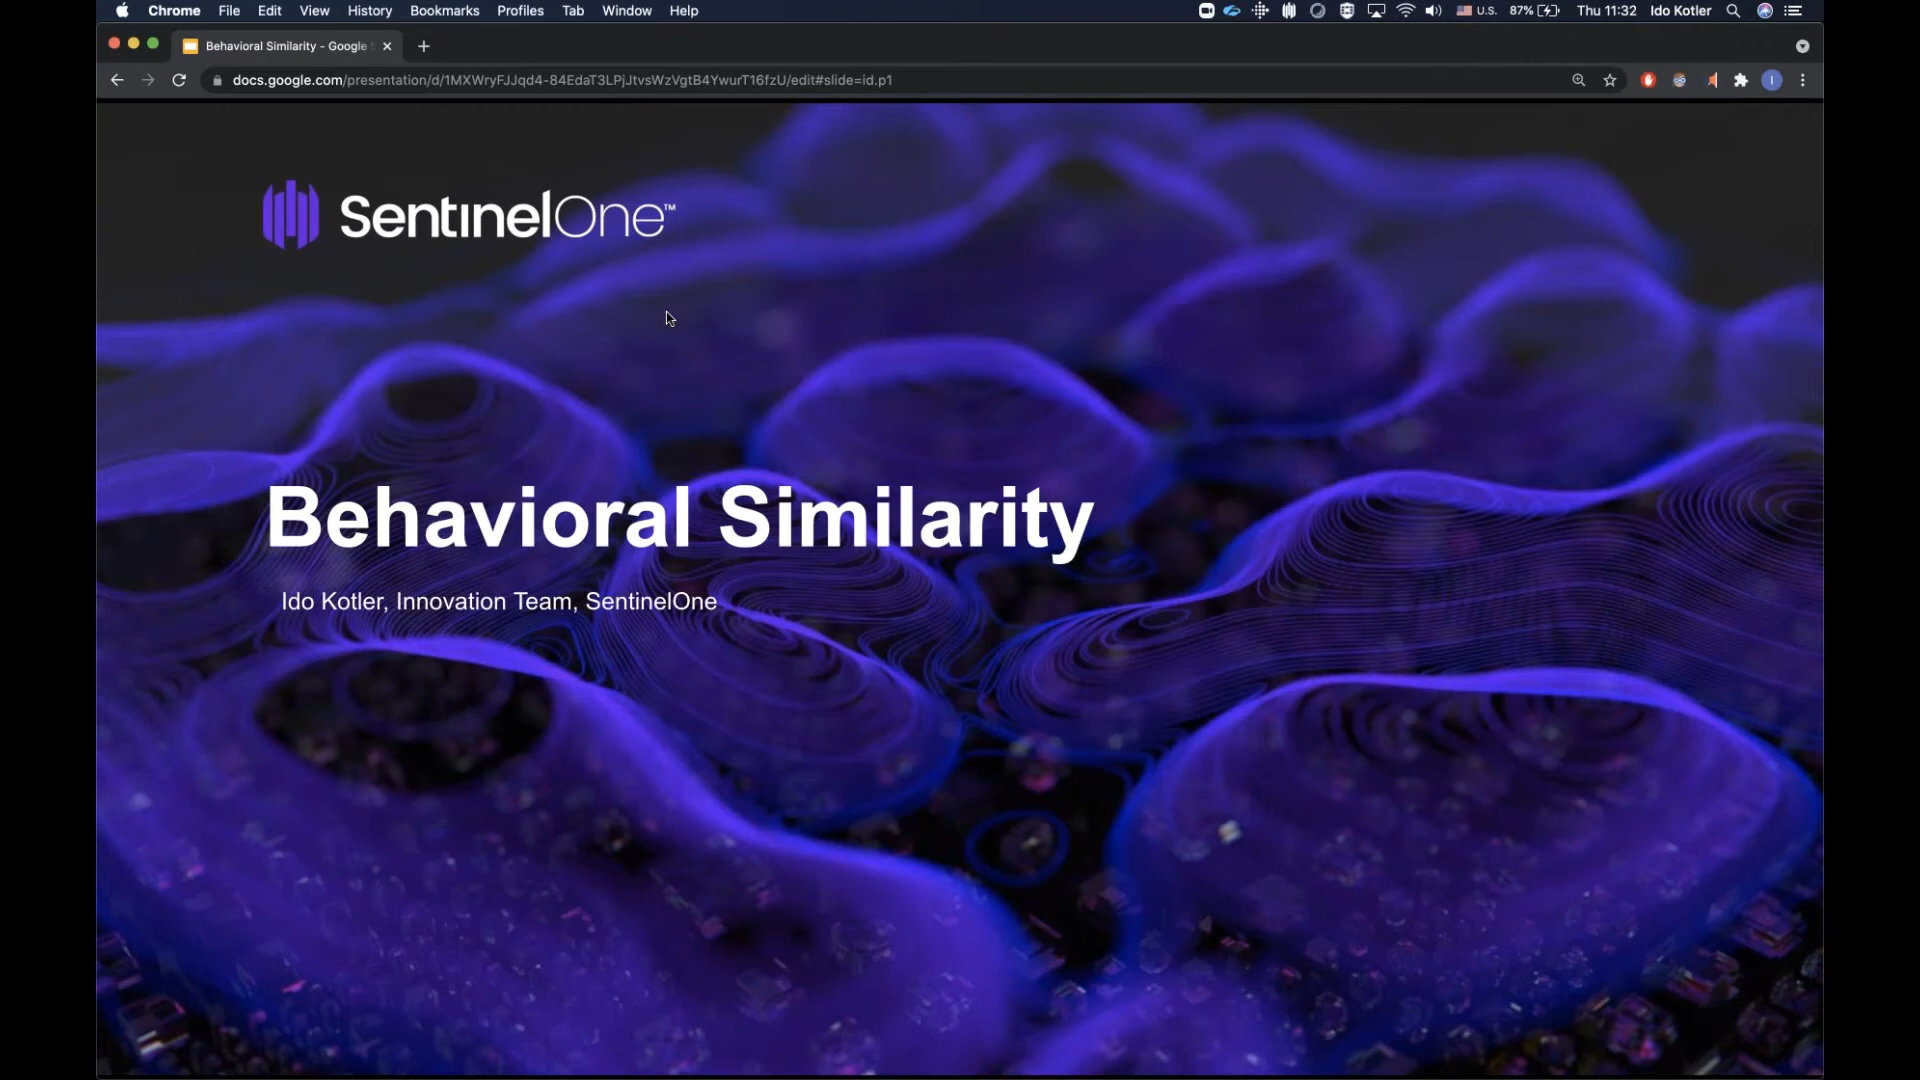 Chrome File Edit View History Bookmarks Profiles Tab Window Help U.S. 87% Thu 11:32 Ido Kotler
Behavioral Similarity - Google
docs.google.com/presentation/d/1MXWryFJJqd4-84EdaT3LPjJtvsWzVgtB4YwurT16fzU/edit#slide=id.p1
SentinelOne™
Behavioral Similarity
Ido Kotler, Innovation Team, SentinelOne